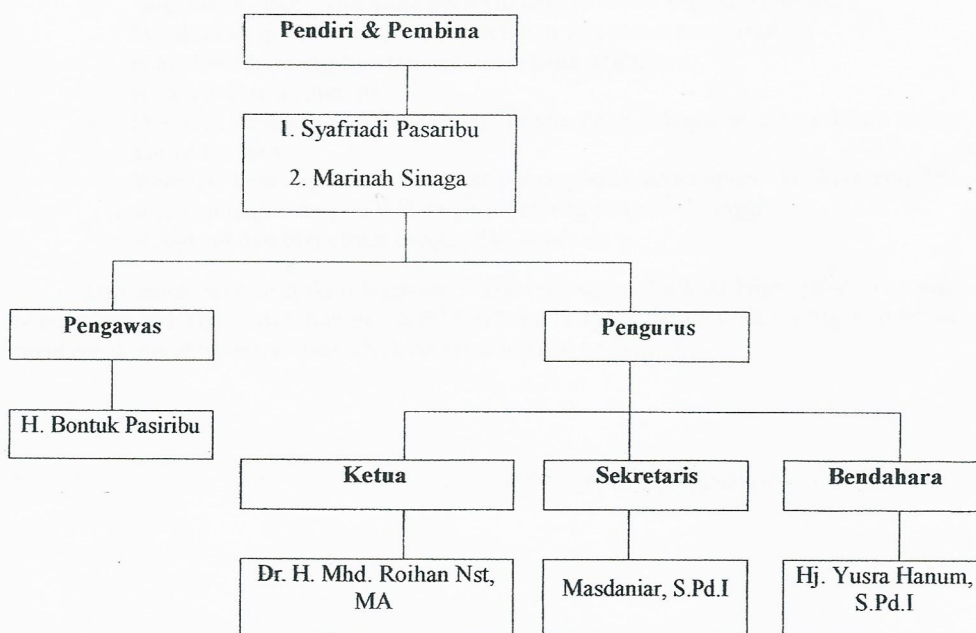 Pendiri & Pembina
1. Syafriadi Pasaribu
2. Marinah Sinaga
Pengawas
Pengurus
H. Bontuk Pasiribu
Ketua
Sekretaris
Bendahara
Dr. H. Mhd. Roihan Nst,
MA
Masdaniar, S.Pd.I
Hj. Yusra Hanum,
S.Pd.I